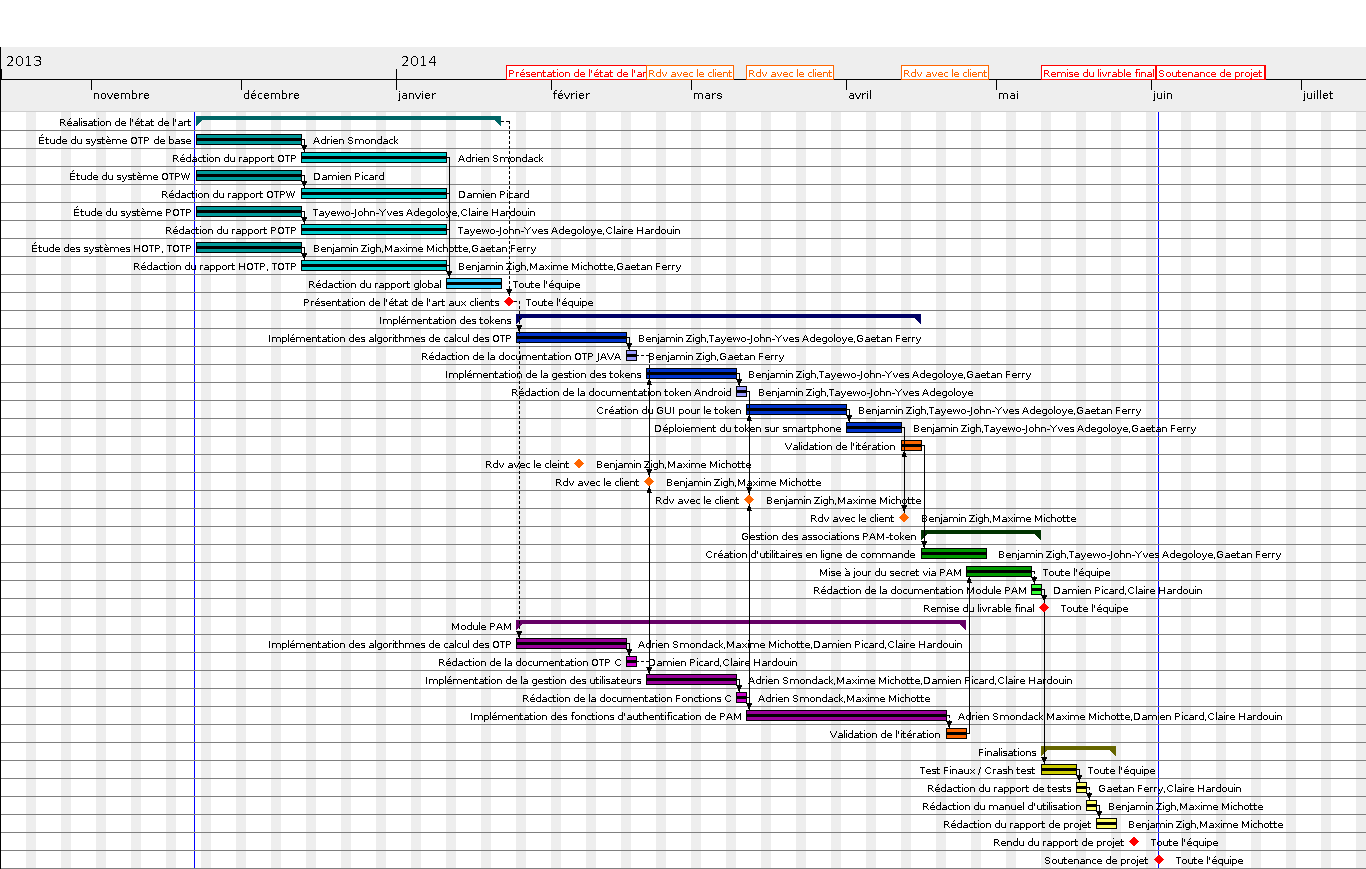 2013
2014
Présentation de l'état de l'ar
Rdv avec le client
Rdv avec le client
Rdv avec le client
Remise du livrable final
Soutenance de projet
novembre décembre janvier février mars avril mai juin juillet
Réalisation de l'état de l'art
Étude du système OTP de base Adrien Smondack
Rédaction du rapport OTP Adrien Smondack
Étude du système OTPW Damien Picard
Rédaction du rapport OTPW Damien Picard
Étude du système POTP Tayewo-John-Yves Adegoloye,Claire Hardouin
Rédaction du rapport POTP Tayewo-John-Yves Adegoloye,Claire Hardouin
Étude des systèmes HOTP, TOTP Benjamin Zigh,Maxime Michotte,Gaetan Ferry
Rédaction du rapport HOTP, TOTP Benjamin Zigh,Maxime Michotte,Gaetan Ferry
Rédaction du rapport global Toute l'équipe
Présentation de l'état de l'art aux clients Toute l'équipe
Implémentation des tokens
Implémentation des algorithmes de calcul des OTP Benjamin Zigh,Tayewo-John-Yves Adegoloye,Gaetan Ferry
Rédaction de la documentation OTP JAVA Benjamin Zigh,Gaetan Ferry
Implémentation de la gestion des tokens Benjamin Zigh,Tayewo-John-Yves Adegoloye,Gaetan Ferry
Rédaction de la documentation token Android Benjamin Zigh,Tayewo-John-Yves Adegoloye
Création du GUI pour le token Benjamin Zigh,Tayewo-John-Yves Adegoloye,Gaetan Ferry
Déploiement du token sur smartphone Benjamin Zigh,Tayewo-John-Yves Adegoloye,Gaetan Ferry
Validation de l'itération
Rdv avec le cleint Benjamin Zigh,Maxime Michotte
Rdv avec le client Benjamin Zigh,Maxime Michotte
Rdv avec le client Benjamin Zigh,Maxime Michotte
Rdv avec le client Benjamin Zigh,Maxime Michotte
Gestion des associations PAM-token
Création d'utilitaires en ligne de commande Benjamin Zigh,Tayewo-John-Yves Adegoloye,Gaetan Ferry
Mise à jour du secret via PAM Toute l'équipe
Rédaction de la documentation Module PAM Damien Picard,Claire Hardouin
Remise du livrable final Toute l'équipe
Module PAM
Implémentation des algorithmes de calcul des OTP Adrien Smondack,Maxime Michotte,Damien Picard,Claire Hardouin
Rédaction de la documentation OTP C Damien Picard,Claire Hardouin
Implémentation de la gestion des utilisateurs Adrien Smondack,Maxime Michotte,Damien Picard,Claire Hardouin
Rédaction de la documentation Fonctions C Adrien Smondack,Maxime Michotte
Implémentation des fonctions d'authentification de PAM Adrien Smondack,Maxime Michotte,Damien Picard,Claire Hardouin
Validation de l'itération
Finalisations
Test Finaux / Crash test Toute l'équipe
Rédaction du rapport de tests Gaetan Ferry,Claire Hardouin
Rédaction du manuel d'utilisation Benjamin Zigh,Maxime Michotte
Rédaction du rapport de projet Benjamin Zigh,Maxime Michotte
Rendu du rapport de projet Toute l'équipe
Soutenance de projet Toute l'équipe